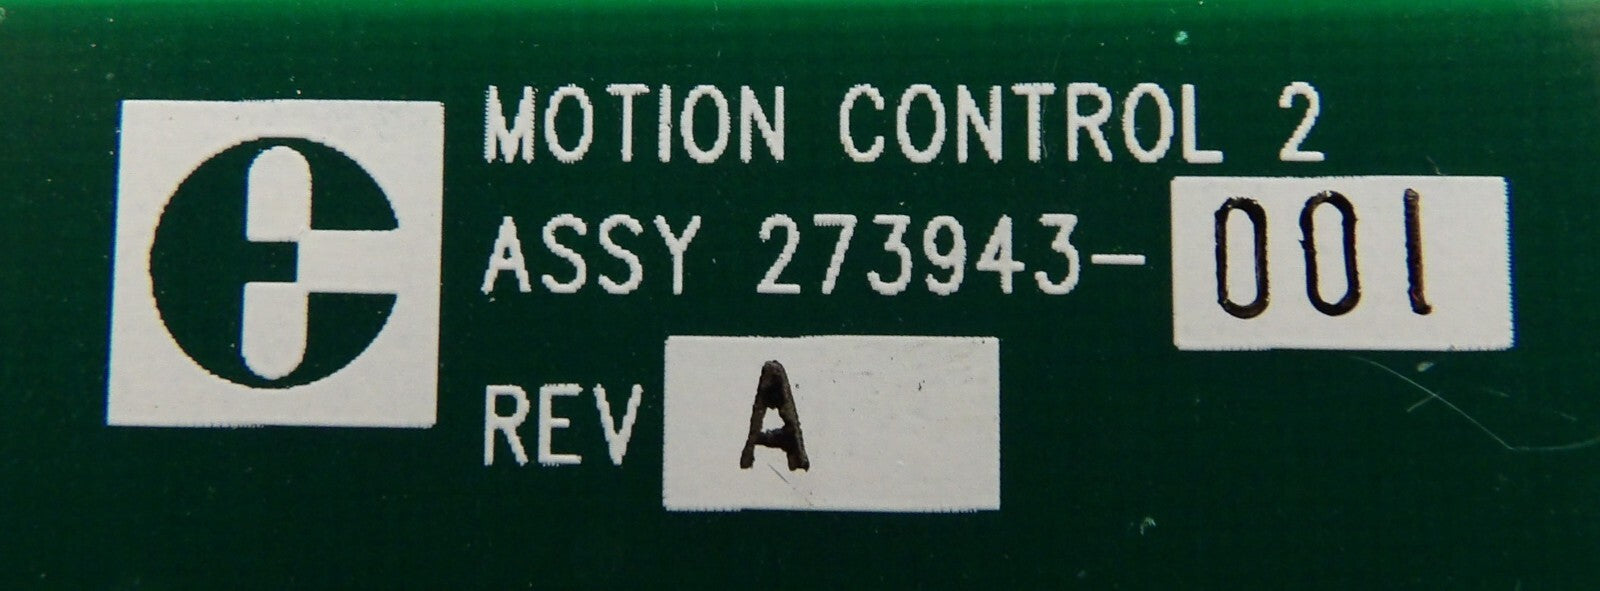 MOTION CONTROL 2
ASSY 273943-001
REV A